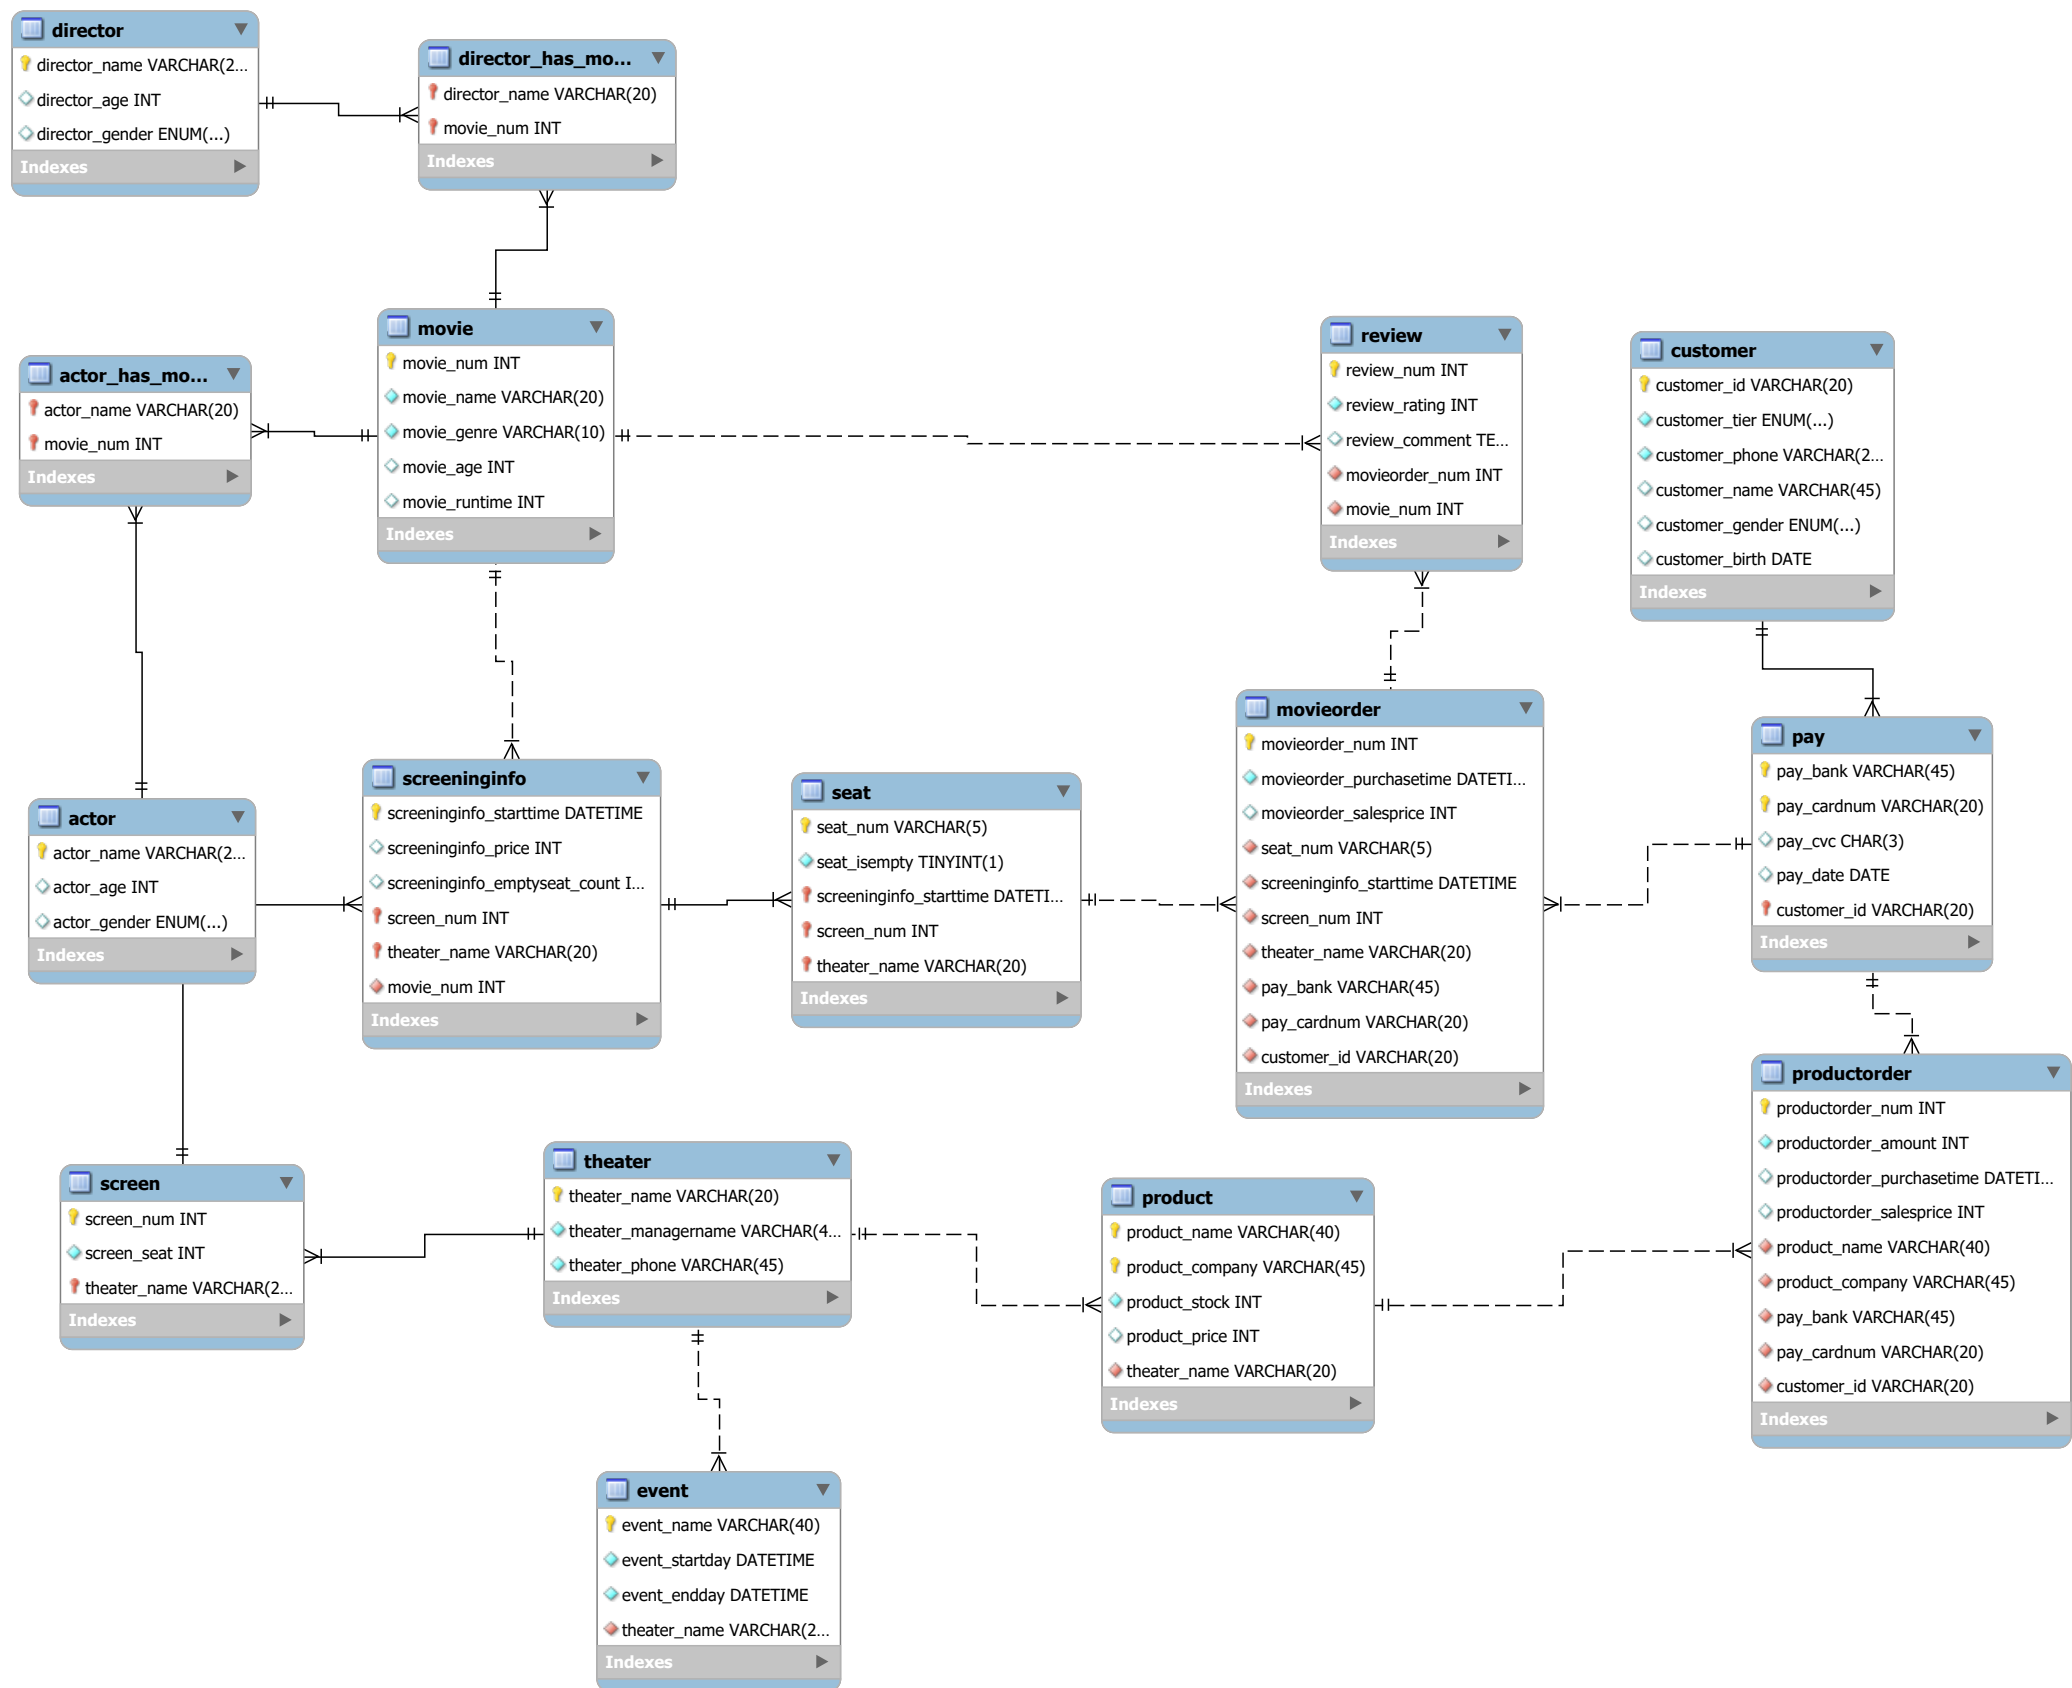 director
director_name VARCHAR(2...
director_age INT
director_gender ENUM(...)
Indexes
director_has_mo...
director_name VARCHAR(20)
movie_num INT
Indexes
movie
movie_num INT
movie_name VARCHAR(20)
movie_genre VARCHAR(10)
movie_age INT
movie_runtime INT
Indexes
review
review_num INT
review_rating INT
review_comment TE...
movieorder_num INT
movie_num INT
Indexes
customer
customer_id VARCHAR(20)
customer_tier ENUM(...)
customer_phone VARCHAR(2...
customer_name VARCHAR(45)
customer_gender ENUM(...)
customer_birth DATE
Indexes
actor_has_mo...
actor_name VARCHAR(20)
movie_num INT
Indexes
actor
actor_name VARCHAR(2...
actor_age INT
actor_gender ENUM(...)
Indexes
screeninginfo
screeninginfo_starttime DATETIME
screeninginfo_price INT
screeninginfo_emptyseat_count I...
screen_num INT
theater_name VARCHAR(20)
movie_num INT
Indexes
seat
seat_num VARCHAR(5)
seat_isempty TINYINT(1)
screeninginfo_starttime DATETI...
screen_num INT
theater_name VARCHAR(20)
Indexes
movieorder
movieorder_num INT
movieorder_purchasetime DATETI...
movieorder_salesprice INT
seat_num VARCHAR(5)
screeninginfo_starttime DATETIME
screen_num INT
theater_name VARCHAR(20)
pay_bank VARCHAR(45)
pay_cardnum VARCHAR(20)
customer_id VARCHAR(20)
Indexes
pay
pay_bank VARCHAR(45)
pay_cardnum VARCHAR(20)
pay_cvc CHAR(3)
pay_date DATE
customer_id VARCHAR(20)
Indexes
screen
screen_num INT
screen_seat INT
theater_name VARCHAR(2...
Indexes
theater
theater_name VARCHAR(20)
theater_managername VARCHAR(4...
theater_phone VARCHAR(45)
Indexes
product
product_name VARCHAR(40)
product_company VARCHAR(45)
product_stock INT
product_price INT
theater_name VARCHAR(20)
Indexes
productorder
productorder_num INT
productorder_amount INT
productorder_purchasetime DATETI...
productorder_salesprice INT
product_name VARCHAR(40)
product_company VARCHAR(45)
pay_bank VARCHAR(45)
pay_cardnum VARCHAR(20)
customer_id VARCHAR(20)
Indexes
event
event_name VARCHAR(40)
event_startday DATETIME
event_endday DATETIME
theater_name VARCHAR(2...
Indexes